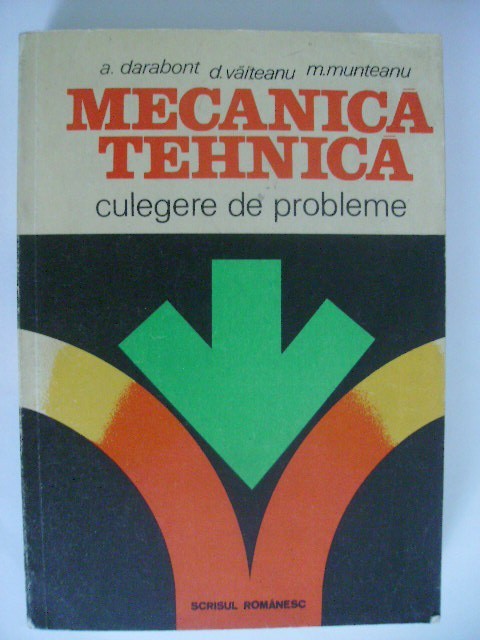 a. darabont d.văiteanu m.munteanu
MECANICĂ
TEHNICĂ
culegere de probleme
SCRISUL ROMÂNESC